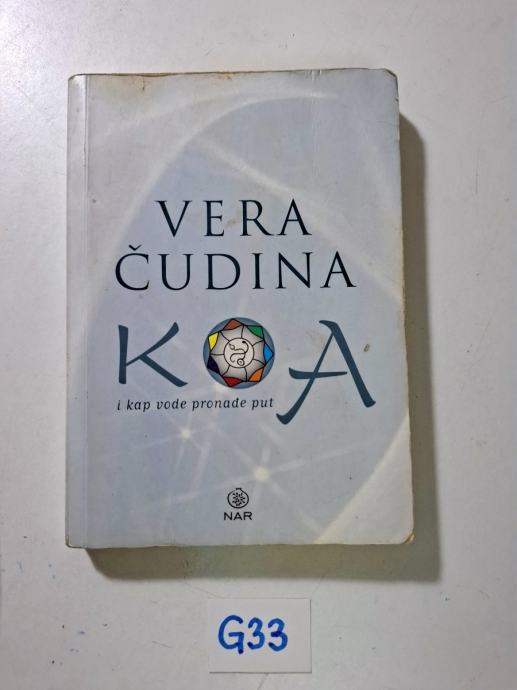 VERA
ČUDINA
KOA
i kap vode pronađe put
NAR
G33